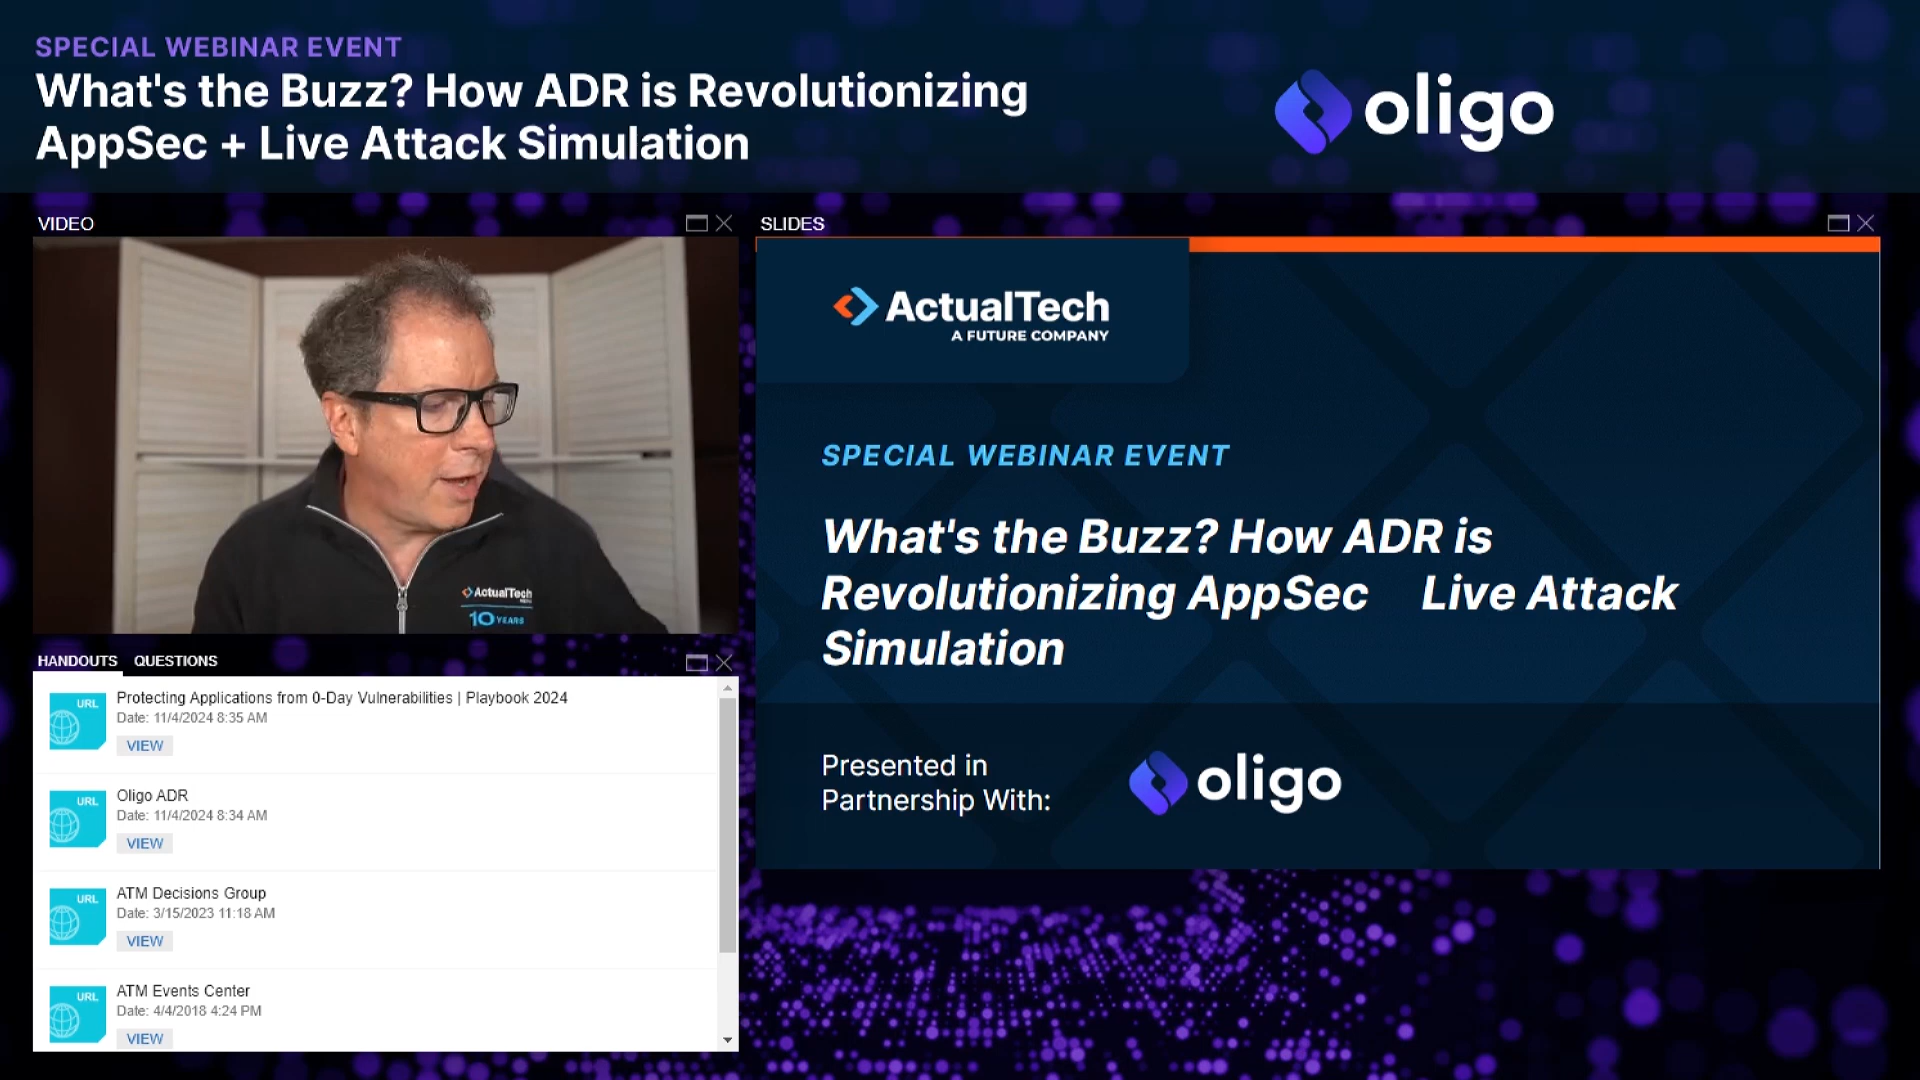 SPECIAL WEBINAR EVENT
What's the Buzz? How ADR is Revolutionizing
AppSec + Live Attack Simulation
oligo
VIDEO
ActualTech
10 YEARS
SLIDES
ActualTech
A FUTURE COMPANY
SPECIAL WEBINAR EVENT
What's the Buzz? How ADR is
Revolutionizing AppSec Live Attack
Simulation
Presented in
Partnership With:
oligo
HANDOUTS QUESTIONS
URL
Protecting Applications from 0-Day Vulnerabilities | Playbook 2024
Date: 11/4/2024 8:35 AM
VIEW
URL
Oligo ADR
Date: 11/4/2024 8:34 AM
VIEW
URL
ATM Decisions Group
Date: 3/15/2023 11:18 AM
VIEW
URL
ATM Events Center
Date: 4/4/2018 4:24 PM
VIEW